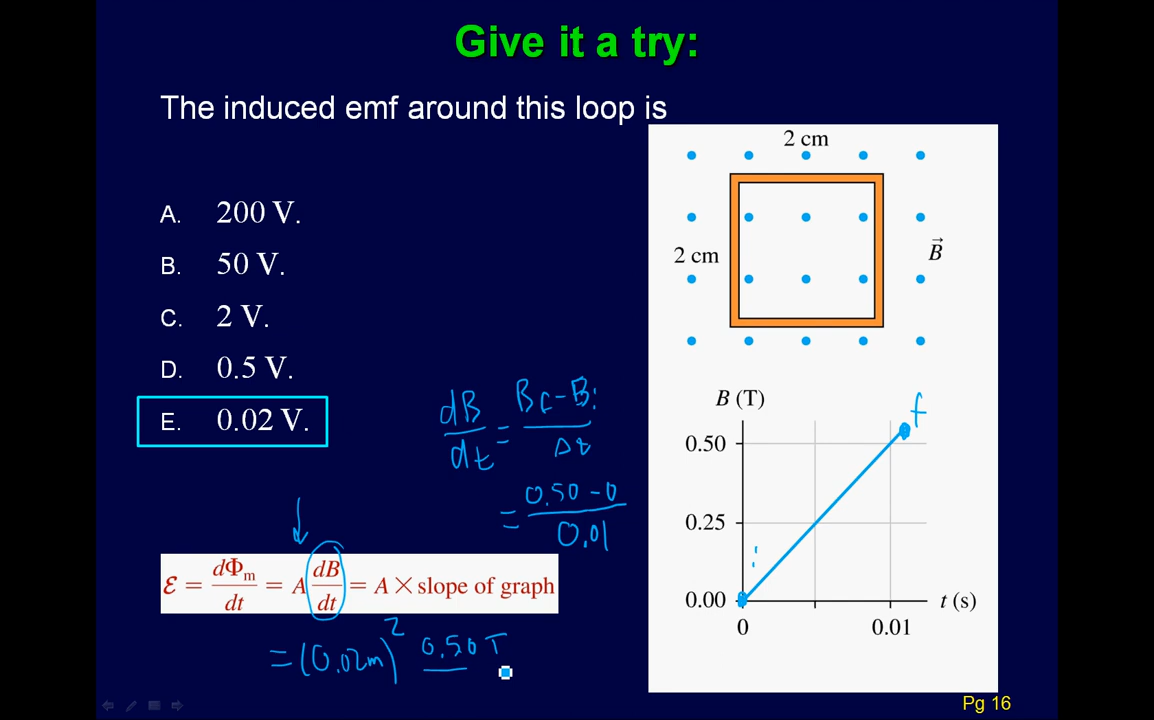 Give it a try:
The induced emf around this loop is
A. 200 V.
B. 50 V.
C. 2 V.
D. 0.5 V.
E. 0.02 V.
2 cm
2 cm
B⃗
dB/dt = Bf - Bi / Δt
= 0.50 - 0 / 0.01
ℰ = dΦm/dt = A dB/dt = A × slope of graph
= (0.02m)² 0.50 T
B (T)
f
0.50
0.25
i
0.00
t (s)
0
0.01
Pg 16